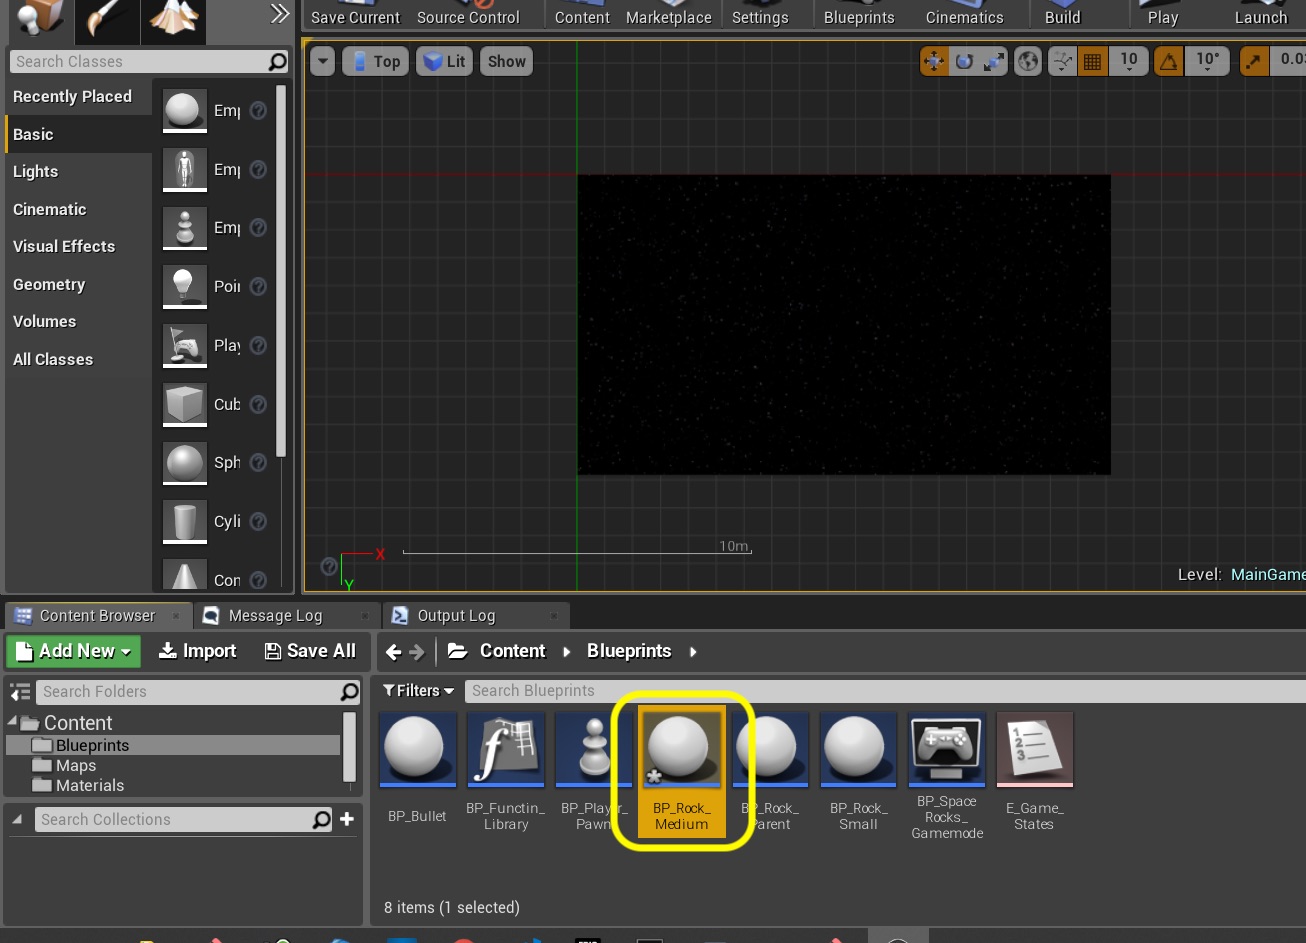 Save Current
Source Control
Content
Marketplace
Settings
Blueprints
Cinematics
Build
Play
Launch
Search Classes
Recently Placed
Basic
Lights
Cinematic
Visual Effects
Geometry
Volumes
All Classes
Emp
Emp
Emp
Poin
Play
Cub
Sph
Cyli
Con
Top
Lit
Show
10
10°
0.03
X
Y
10m
Level: MainGame
Content Browser
Message Log
Output Log
Add New
Import
Save All
Content
Blueprints
Search Folders
Filters
Search Blueprints
Content
Blueprints
Maps
Materials
Search Collections
BP_Bullet
BP_Functin_
Library
BP_Player_
Pawn
BP_Rock_
Medium
BP_Rock_
Parent
BP_Rock_
Small
BP_Space
Rocks_
Gamemode
E_Game_
States
8 items (1 selected)